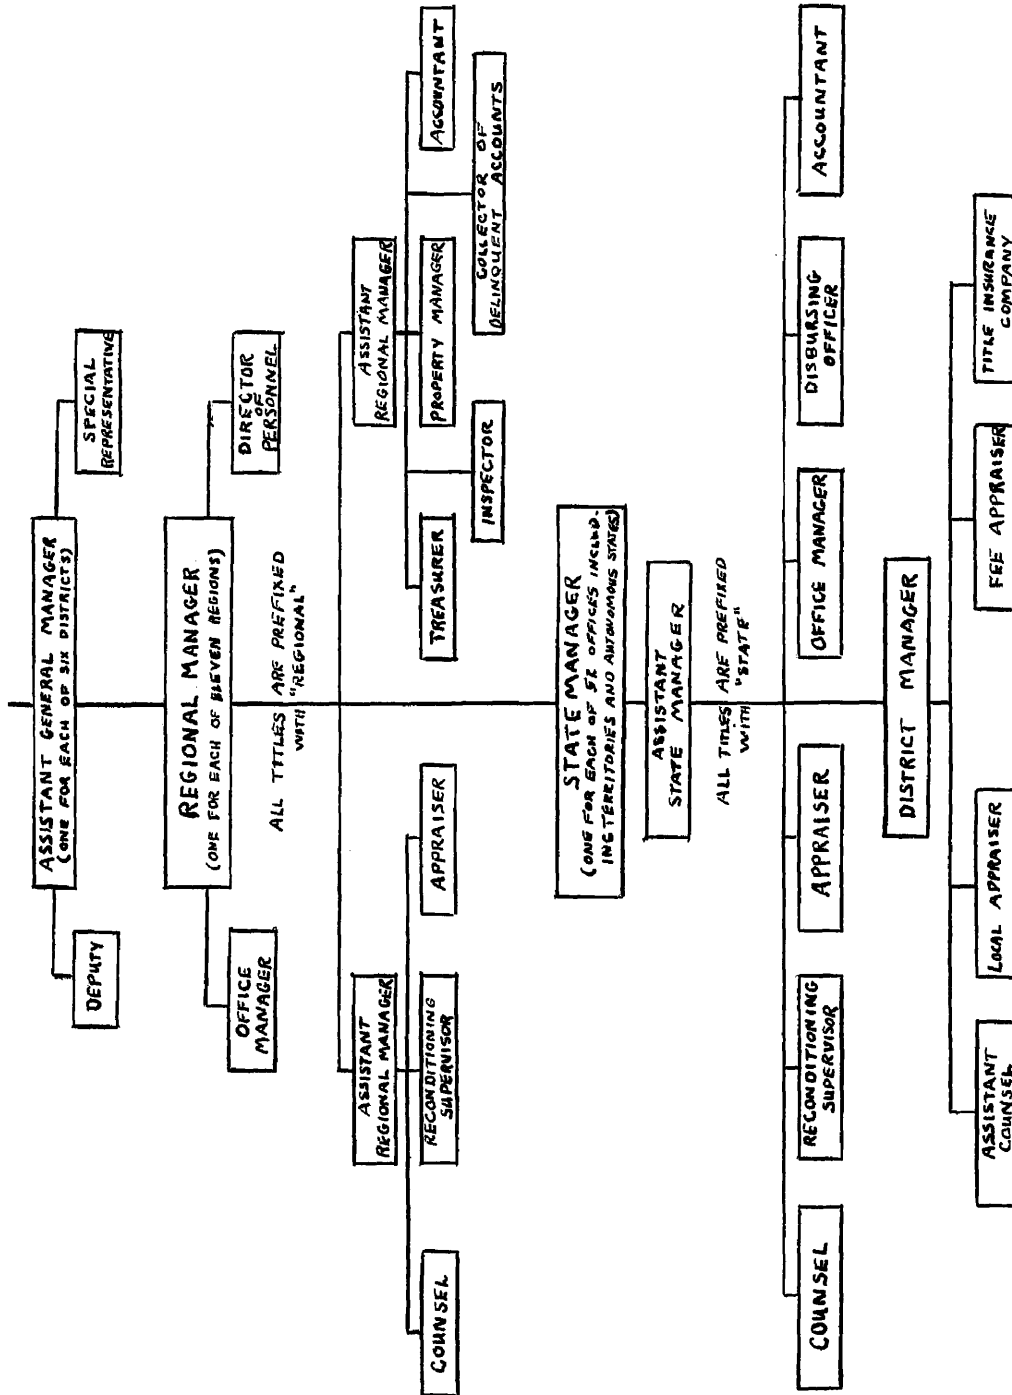 ASSISTANT GENERAL MANAGER
(ONE FOR EACH OF SIX DISTRICTS)
DEPUTY
SPECIAL
REPRESENTATIVE
REGIONAL MANAGER
(ONE FOR EACH OF ELEVEN REGIONS)
OFFICE
MANAGER
DIRECTOR
OF
PERSONNEL
ALL TITLES ARE PREFIXED
WITH "REGIONAL"
ASSISTANT
REGIONAL MANAGER
ASSISTANT
REGIONAL MANAGER
COUNSEL
RECONDITIONING
SUPERVISOR
APPRAISER
TREASURER
PROPERTY MANAGER
ACCOUNTANT
INSPECTOR
COLLECTOR OF
DELINQUENT ACCOUNTS
STATE MANAGER
(ONE FOR EACH OF 52 OFFICES INCLUD-
ING TERRITORIES AND AUTONOMOUS STATES)
ASSISTANT
STATE MANAGER
ALL TITLES ARE PREFIXED
WITH "STATE"
COUNSEL
RECONDITIONING
SUPERVISOR
APPRAISER
OFFICE MANAGER
DISBURSING
OFFICER
ACCOUNTANT
DISTRICT MANAGER
ASSISTANT
COUNSEL
LOCAL APPRAISER
FEE APPRAISER
TITLE INSURANCE
COMPANY